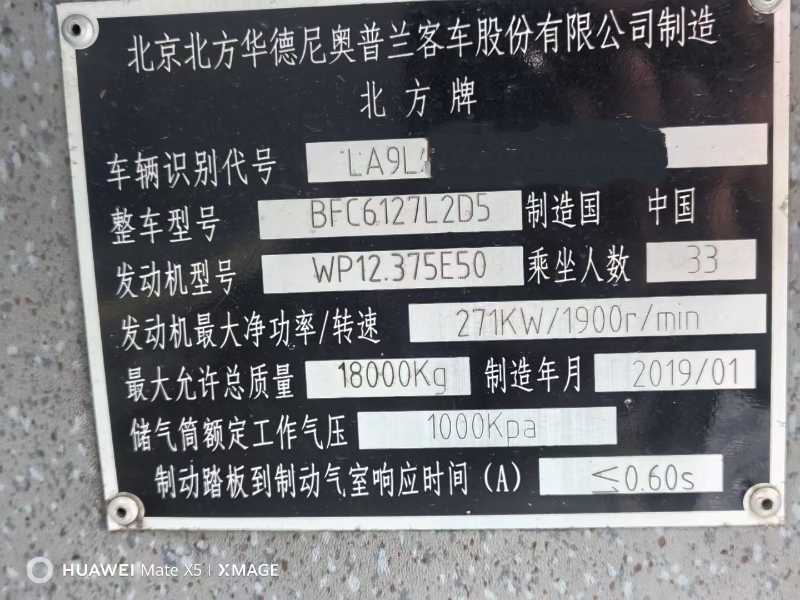 北京北方华德尼奥普兰客车股份有限公司制造
北方牌
车辆识别代号 LA9L
整车型号 BFC6127L2D5 制造国 中国
发动机型号 WP12.375E50 乘坐人数 33
发动机最大净功率/转速 271KW/1900r/min
最大允许总质量 18000Kg 制造年月 2019/01
储气筒额定工作气压 1000Kpa
制动踏板到制动气室响应时间（A） ≤0.60s
HUAWEI Mate X5 | XMAGE